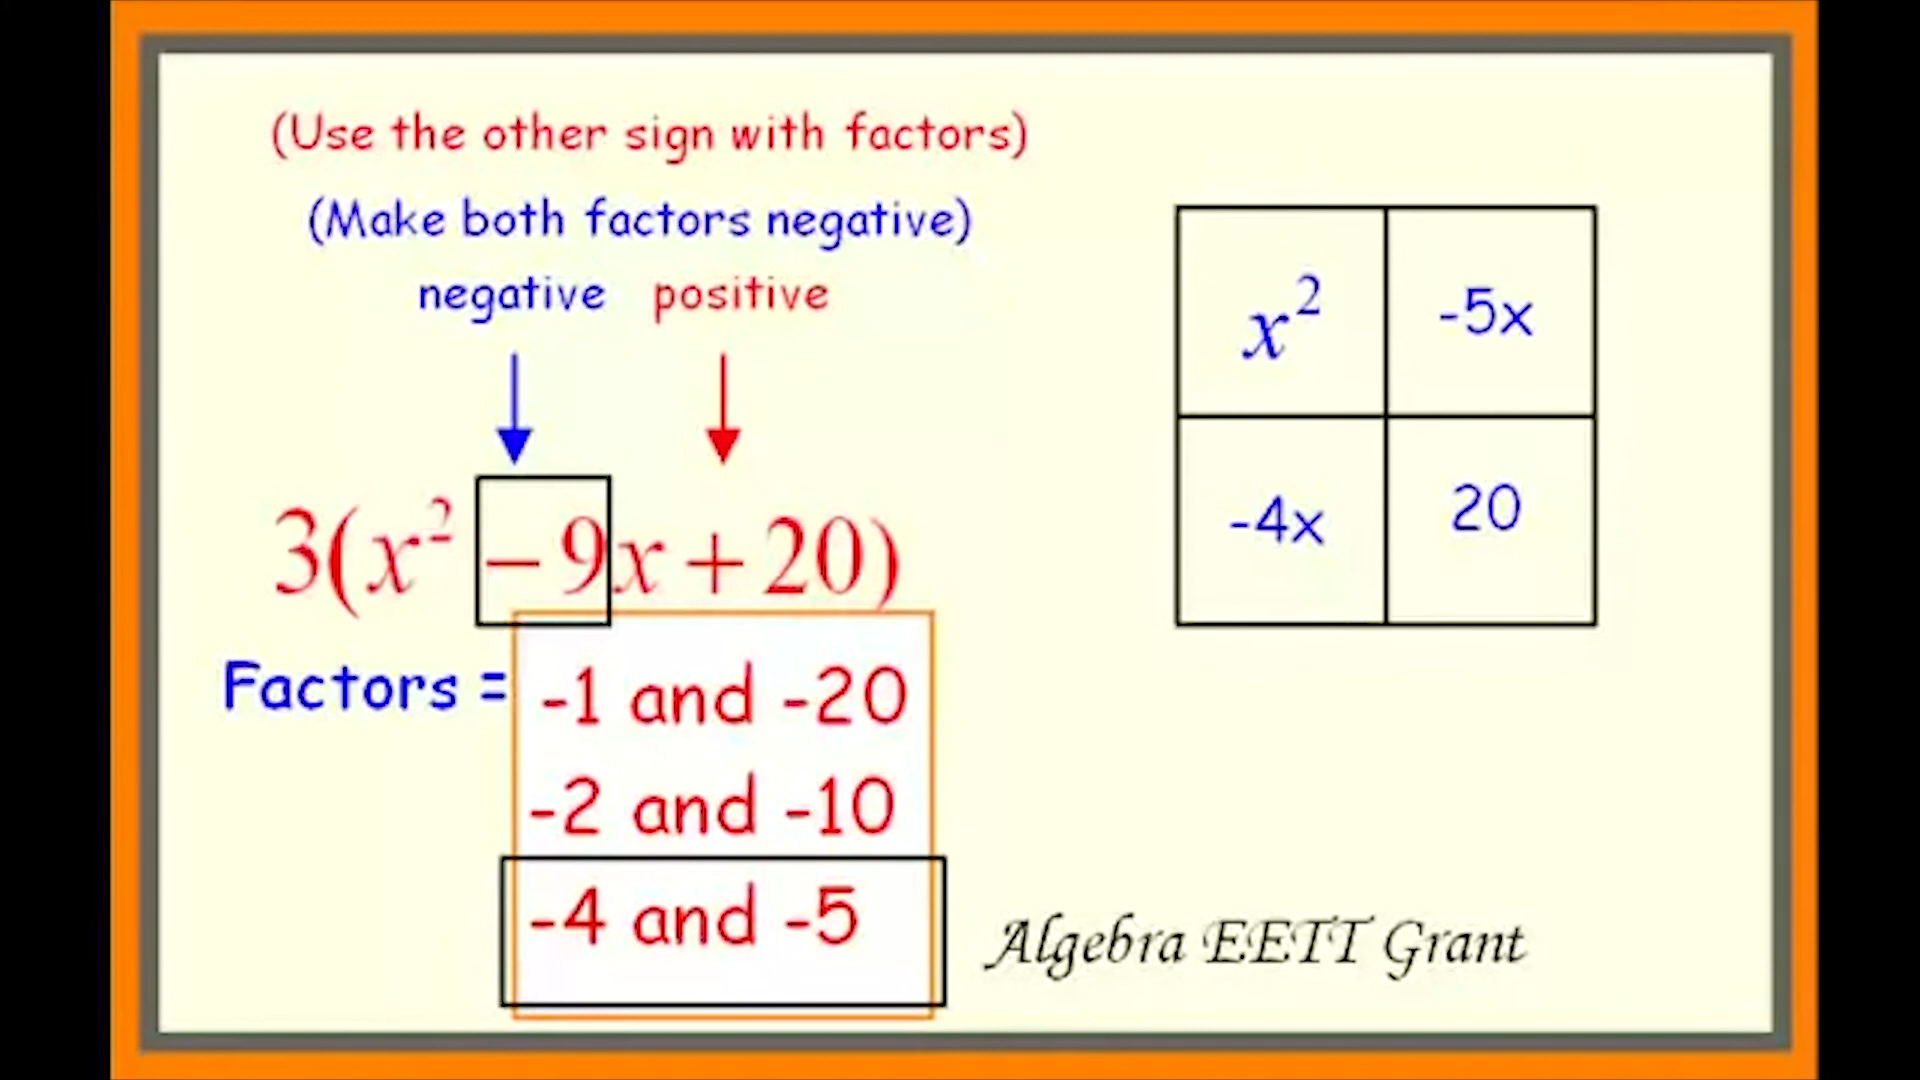 (Use the other sign with factors)
(Make both factors negative)
negative positive
3(x² − 9x + 20)
Factors = -1 and -20
-2 and -10
-4 and -5
x² -5x
-4x 20
Algebra EETT Grant